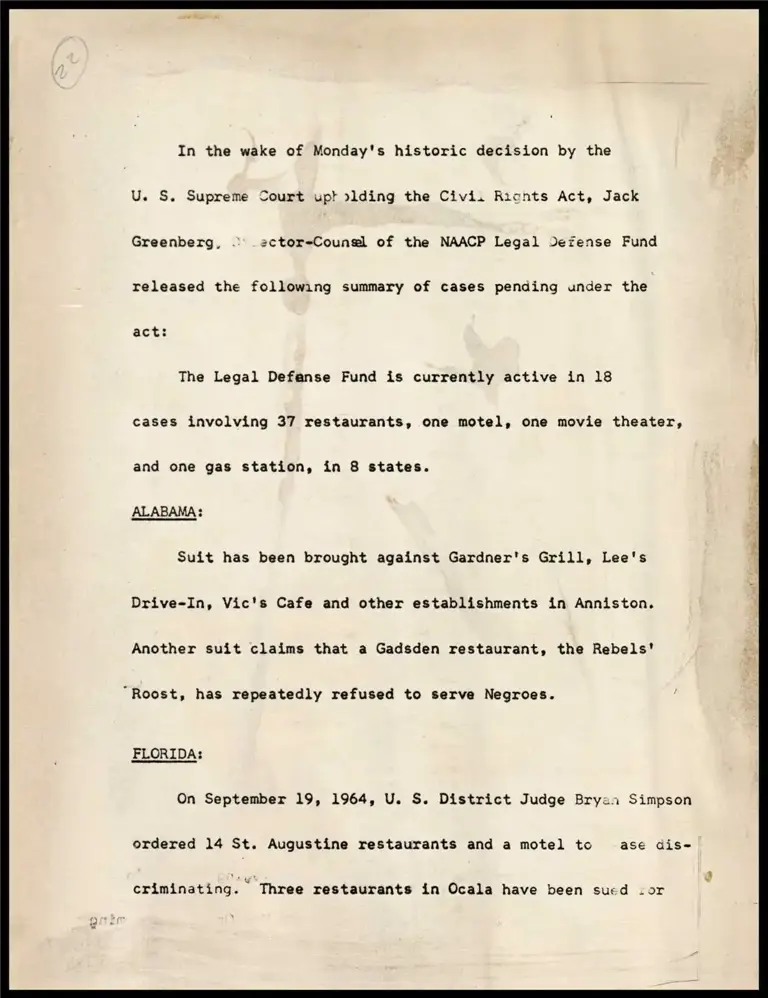 22
In the wake of Monday's historic decision by the
U. S. Supreme Court upholding the Civil Rights Act, Jack
Greenberg, Director-Counsel of the NAACP Legal Defense Fund
released the following summary of cases pending under the
act:
The Legal Defense Fund is currently active in 18
cases involving 37 restaurants, one motel, one movie theater,
and one gas station, in 8 states.
ALABAMA:
Suit has been brought against Gardner's Grill, Lee's
Drive-In, Vic's Cafe and other establishments in Anniston.
Another suit claims that a Gadsden restaurant, the Rebels'
Roost, has repeatedly refused to serve Negroes.
FLORIDA:
On September 19, 1964, U. S. District Judge Bryan Simpson
ordered 14 St. Augustine restaurants and a motel to ase dis-
criminating. Three restaurants in Ocala have been sued for